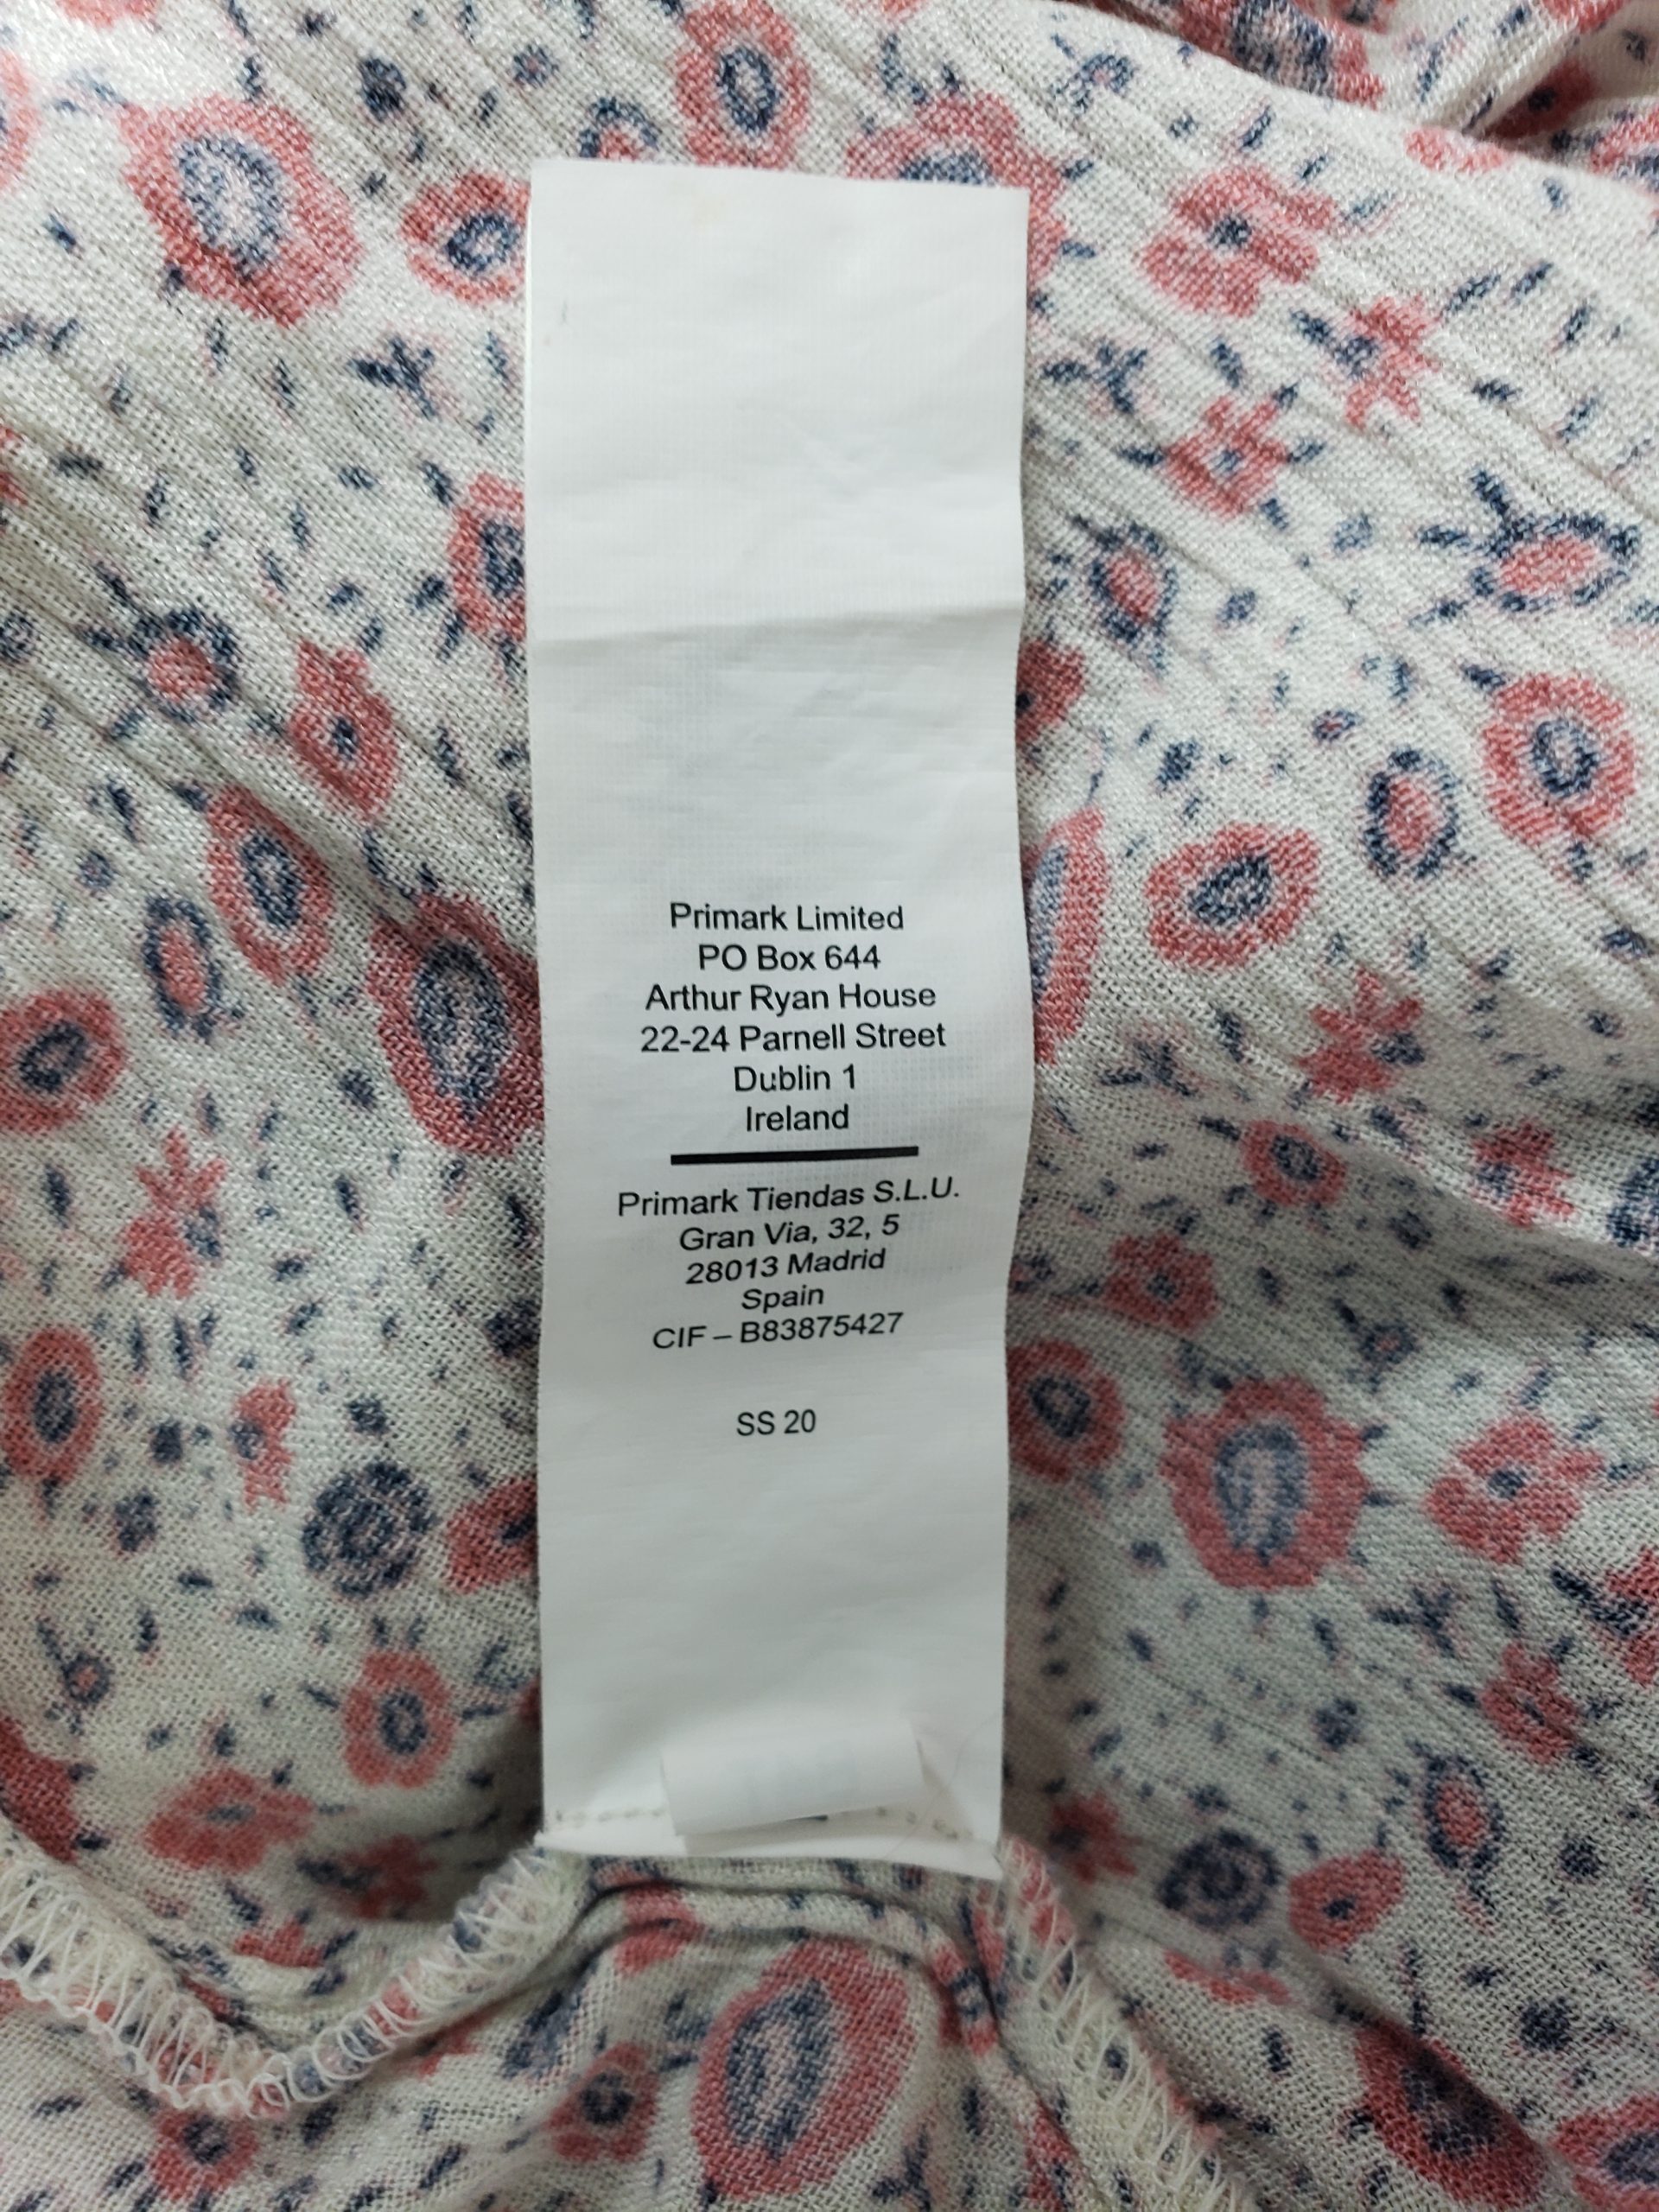 Primark Limited
PO Box 644
Arthur Ryan House
22-24 Parnell Street
Dublin 1
Ireland
Primark Tiendas S.L.U.
Gran Via, 32, 5
28013 Madrid
Spain
CIF – B83875427
SS 20